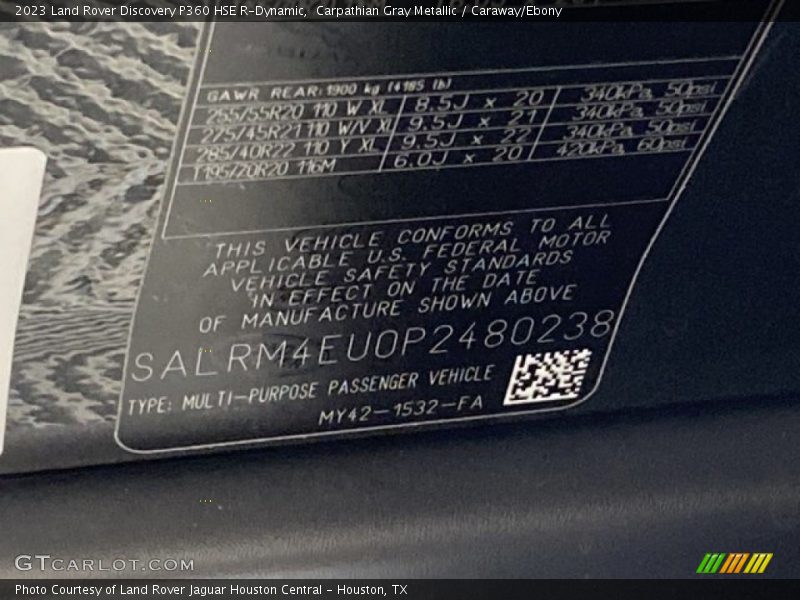 2023 Land Rover Discovery P360 HSE R-Dynamic, Carpathian Gray Metallic / Caraway/Ebony
GAWR REAR: 1900 kg (4185 lb)
255/55R20 110 W XL 8.5J x 20 340kPa 50psi
275/45R21 110 W/V XL 9.5J x 21 340kPa 50psi
285/40R22 110 Y XL 9.5J x 22 340kPa 50psi
T195/70R20 116M 6.0J x 20 420kPa 60psi
THIS VEHICLE CONFORMS TO ALL
APPLICABLE U.S. FEDERAL MOTOR
VEHICLE SAFETY STANDARDS
IN EFFECT ON THE DATE
OF MANUFACTURE SHOWN ABOVE
SALRM4EU0P2480238
TYPE: MULTI-PURPOSE PASSENGER VEHICLE
MY42-1532-FA
GTCARLOT.COM
Photo Courtesy of Land Rover Jaguar Houston Central - Houston, TX